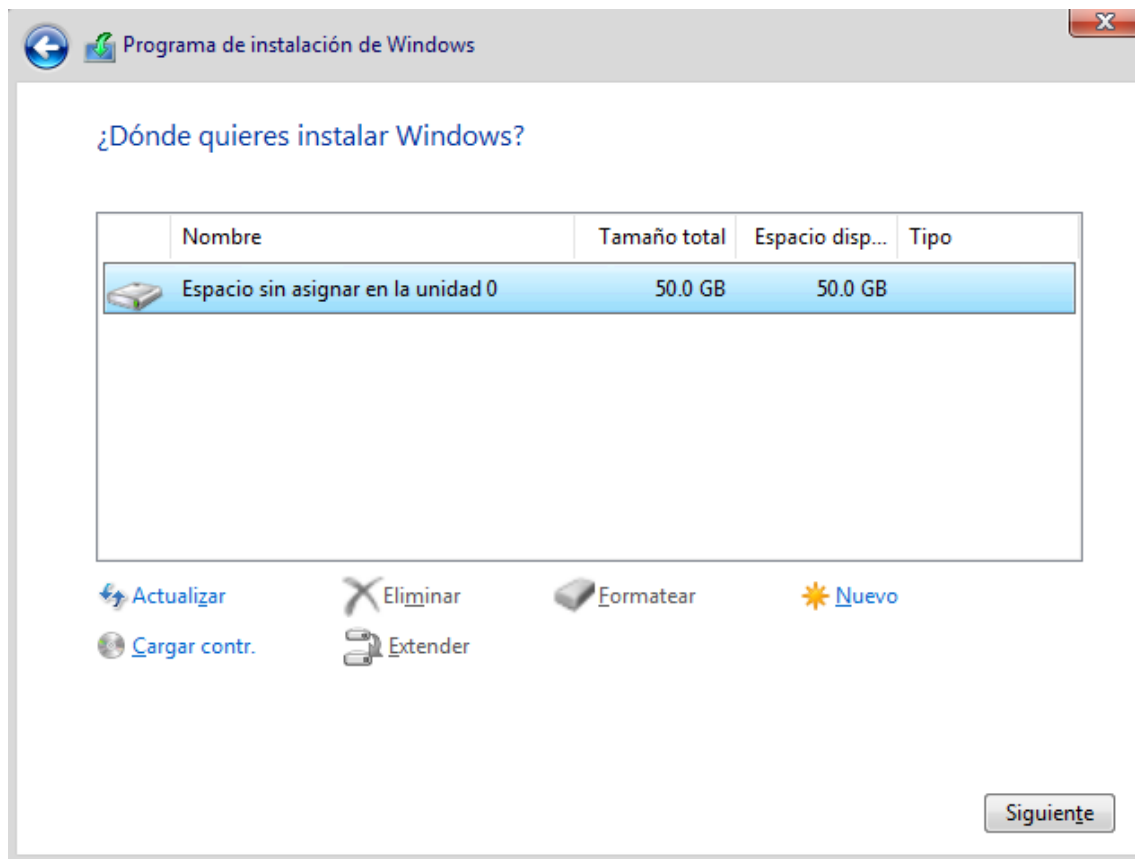 Programa de instalación de Windows
¿Dónde quieres instalar Windows?
Nombre Tamaño total Espacio disp... Tipo
Espacio sin asignar en la unidad 0 50.0 GB 50.0 GB
Actualizar Eliminar Formatear Nuevo
Cargar contr. Extender
Siguiente